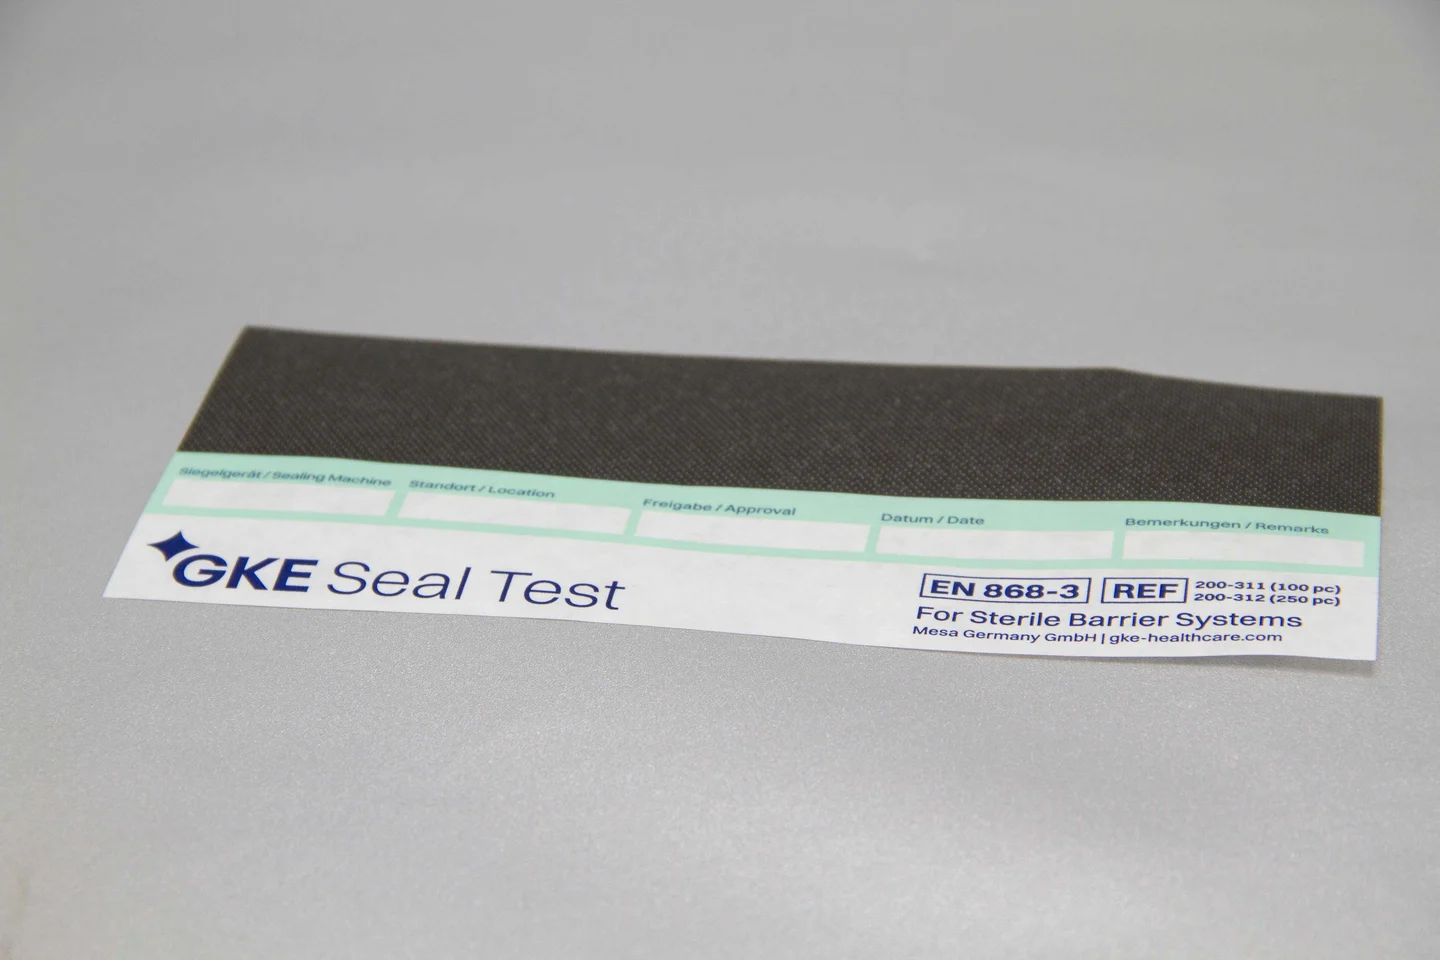 Siegelgerät / Sealing Machine
Standort / Location
Freigabe / Approval
Datum / Date
Bemerkungen / Remarks
GKE Seal Test
EN 868-3 REF 200-311 (100 pc)
200-312 (250 pc)
For Sterile Barrier Systems
Mesa Germany GmbH | gke-healthcare.com